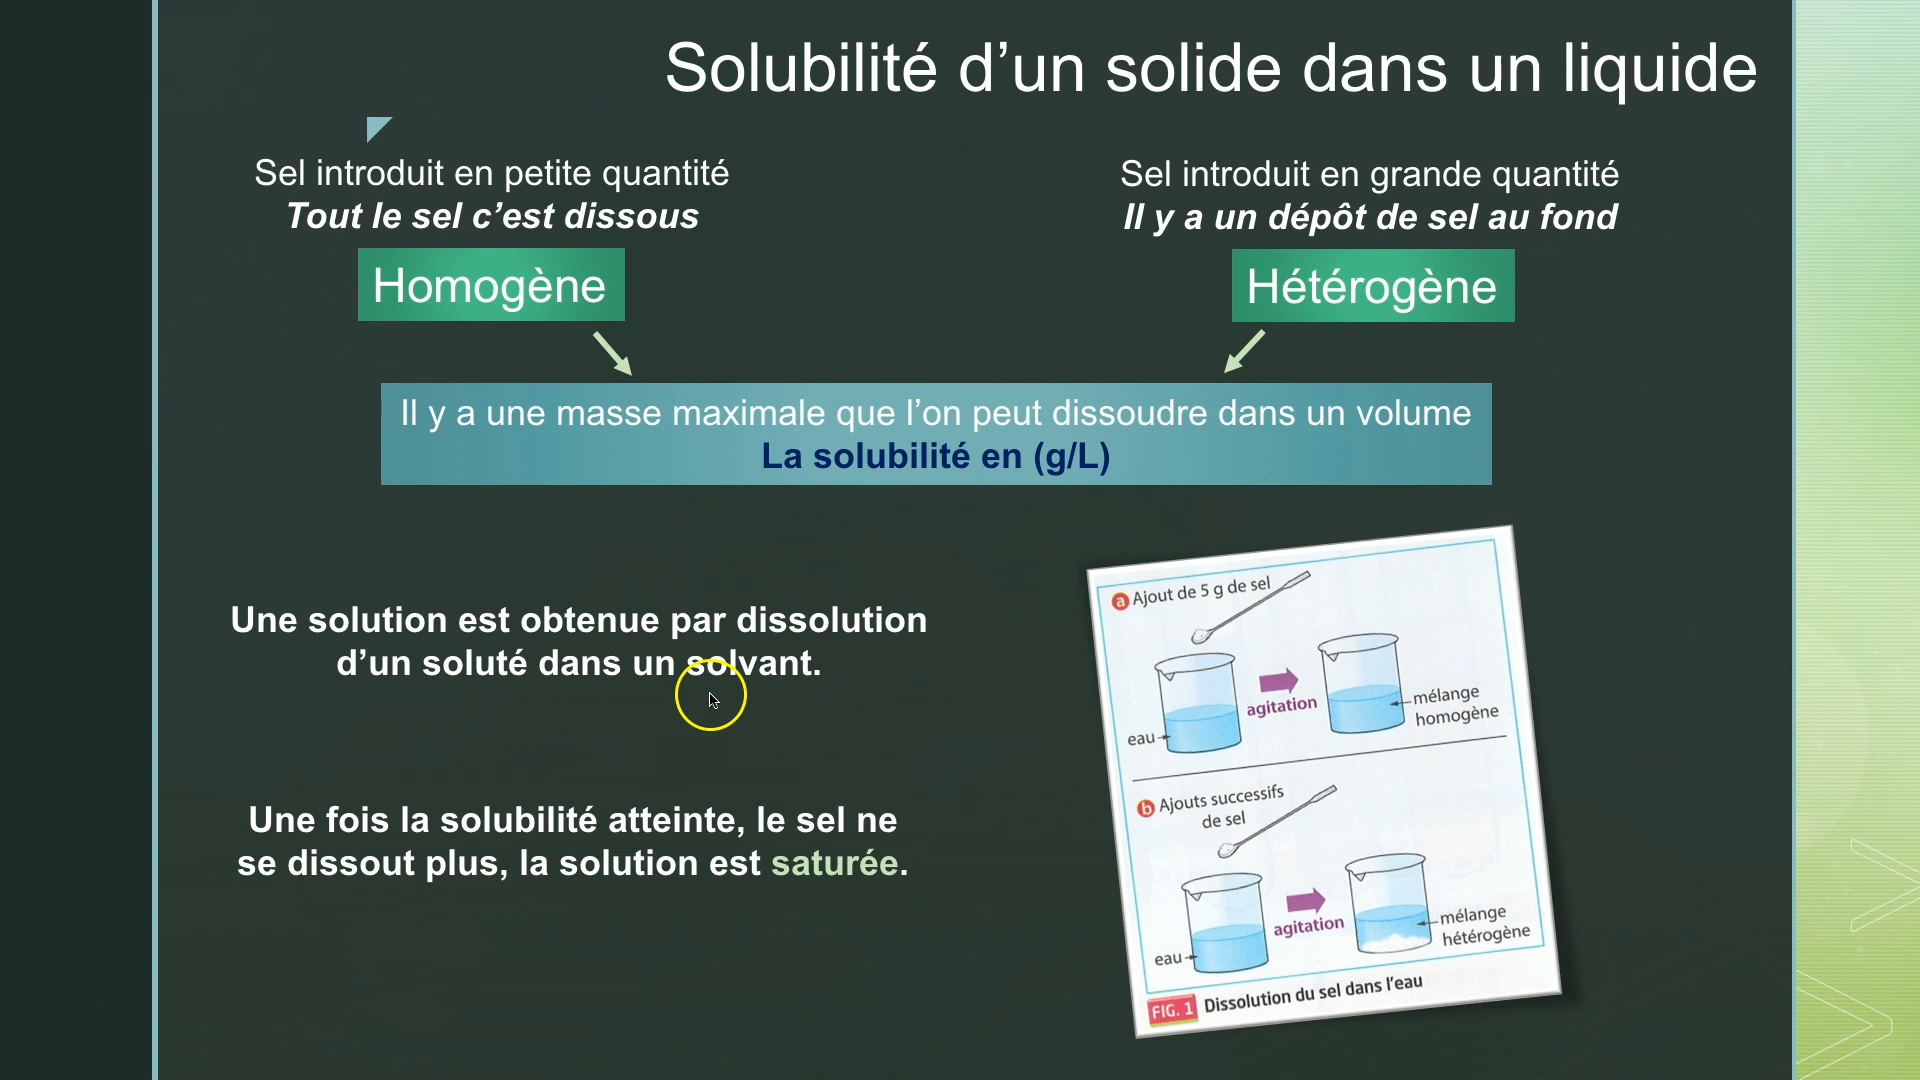 Solubilité d’un solide dans un liquide
Sel introduit en petite quantité
Tout le sel c’est dissous
Homogène
Sel introduit en grande quantité
Il y a un dépôt de sel au fond
Hétérogène
Il y a une masse maximale que l’on peut dissoudre dans un volume
La solubilité en (g/L)
Une solution est obtenue par dissolution
d’un soluté dans un solvant.
Une fois la solubilité atteinte, le sel ne
se dissout plus, la solution est saturée.
a Ajout de 5 g de sel
agitation
eau
mélange
homogène
b Ajouts successifs
de sel
agitation
eau
mélange
hétérogène
FIG. 1 Dissolution du sel dans l’eau